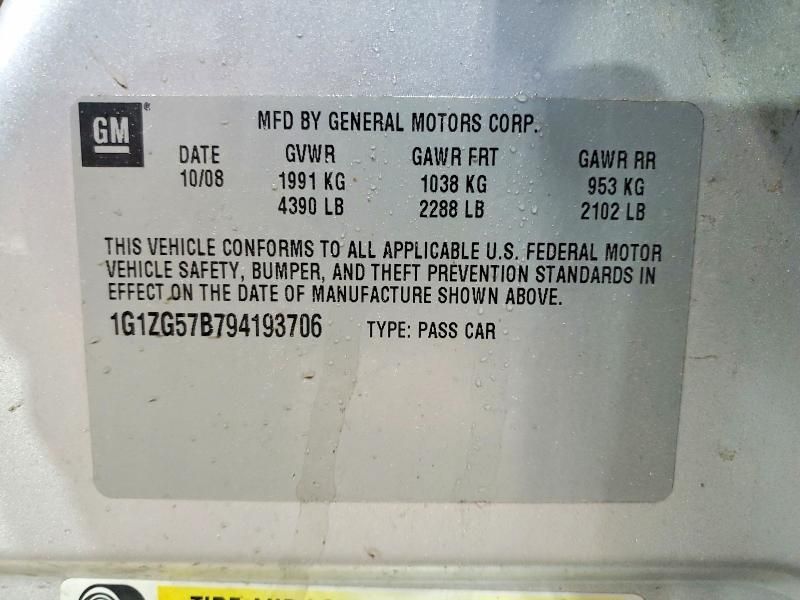 GM ®
MFD BY GENERAL MOTORS CORP.
DATE GVWR GAWR FRT GAWR RR
10/08 1991 KG 1038 KG 953 KG
4390 LB 2288 LB 2102 LB
THIS VEHICLE CONFORMS TO ALL APPLICABLE U.S. FEDERAL MOTOR
VEHICLE SAFETY, BUMPER, AND THEFT PREVENTION STANDARDS IN
EFFECT ON THE DATE OF MANUFACTURE SHOWN ABOVE.
1G1ZG57B794193706 TYPE: PASS CAR
TIRE AND